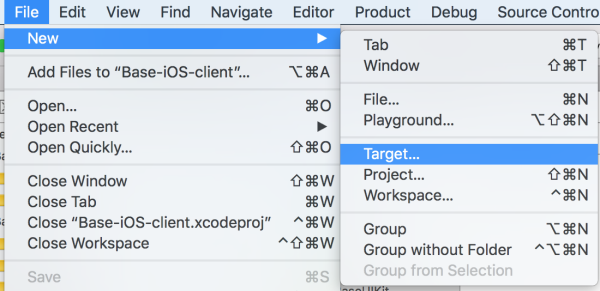 File Edit View Find Navigate Editor Product Debug Source Contro
New
Add Files to “Base-iOS-client”... ⌥⌘A
Open... ⌘O
Open Recent
Open Quickly... ⇧⌘O
Close Window ⇧⌘W
Close Tab ⌘W
Close “Base-iOS-client.xcodeproj” ^⌘W
Close Workspace ^⇧⌘W
Save ⌘S
Tab ⌘T
Window ⇧⌘T
File... ⌘N
Playground... ⌥⇧⌘N
Target...
Project... ⇧⌘N
Workspace... ^⌘N
Group ⌥⌘N
Group without Folder ^⌥⌘N
Group from Selection